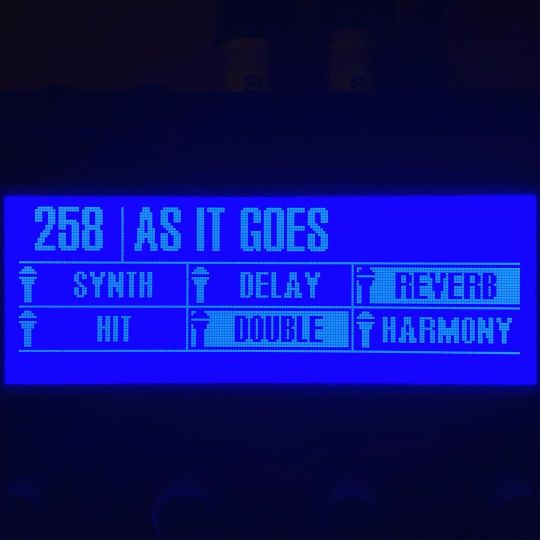 258 AS IT GOES
SYNTH DELAY REVERB
HIT DOUBLE HARMONY